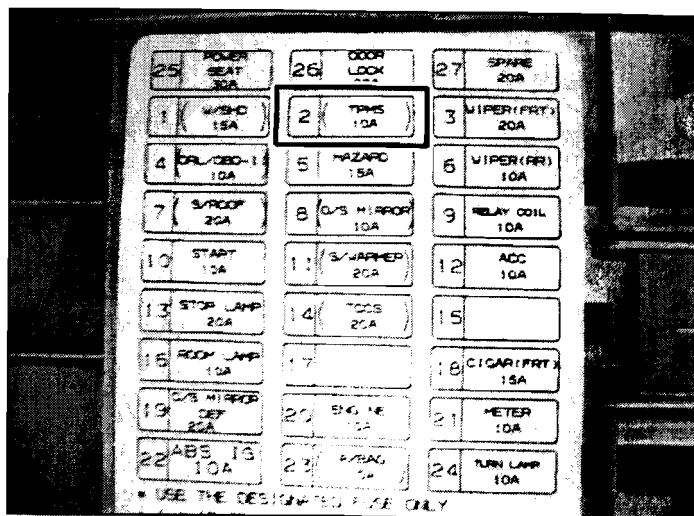 25 POWER SEAT 30A
26 DOOR LOCK
27 SPARE 20A
1 W/SHD 15A
2 TPMS 10A
3 WIPER(FRT) 20A
4 DRL/OBD-II 10A
5 HAZARD 15A
6 WIPER(RR) 10A
7 S/ROOF 20A
8 O/S MIRROR 10A
9 RELAY COIL 10A
10 START 10A
11 S/WARMER 20A
12 ACC 10A
13 STOP LAMP 20A
14 TCCS 20A
15
16 ROOM LAMP 10A
17
18 CIGAR(FRT) 15A
19 O/S MIRROR DEF 20A
20 ENGINE 10A
21 METER 10A
22 ABS IG 10A
23 A/BAG
24 TURN LAMP 10A
* USE THE DESIGNATED FUSE ONLY